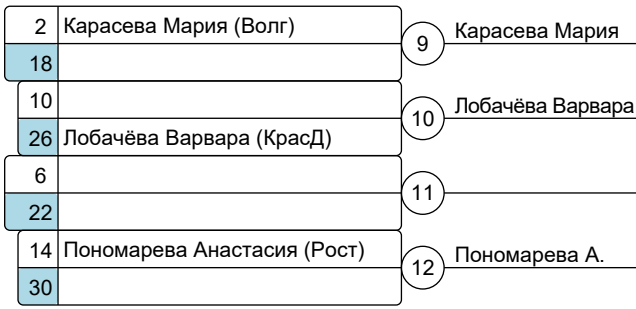 2 Карасёва Мария (Волг)
18
9 Карасева Мария
10
26 Лобачёва Варвара (КрасД)
10 Лобачёва Варвара
6
22
11
14 Пономарева Анастасия (Рост)
30
12 Пономарева А.